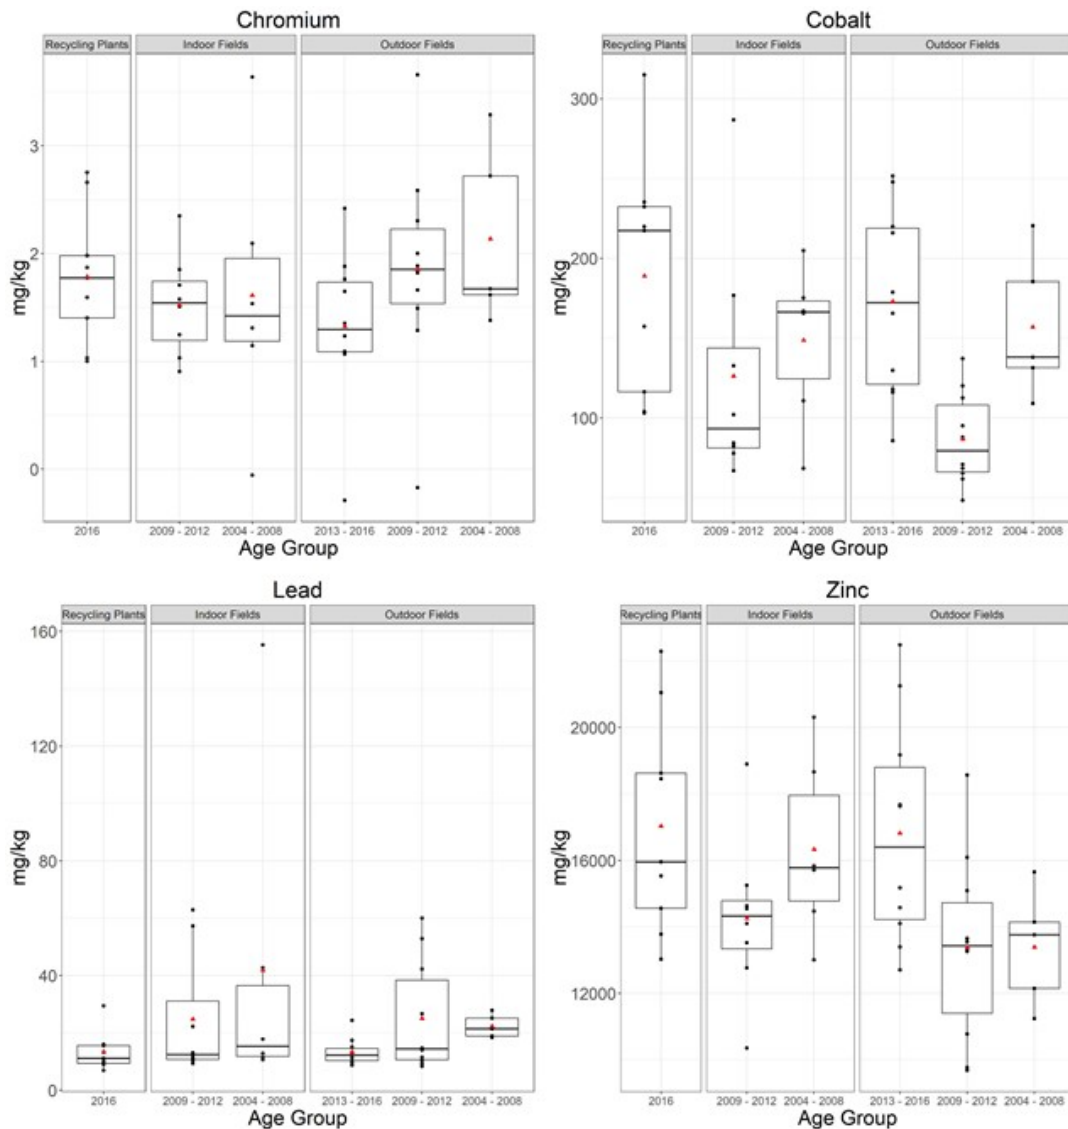 Chromium
Recycling Plants Indoor Fields Outdoor Fields
mg/kg
3
2
1
0
2016 2009 - 2012 2004 - 2008 2013 - 2016 2009 - 2012 2004 - 2008
Age Group
Cobalt
Recycling Plants Indoor Fields Outdoor Fields
mg/kg
300
200
100
2016 2009 - 2012 2004 - 2008 2013 - 2016 2009 - 2012 2004 - 2008
Age Group
Lead
Recycling Plants Indoor Fields Outdoor Fields
mg/kg
160
120
80
40
0
2016 2009 - 2012 2004 - 2008 2013 - 2016 2009 - 2012 2004 - 2008
Age Group
Zinc
Recycling Plants Indoor Fields Outdoor Fields
mg/kg
20000
16000
12000
2016 2009 - 2012 2004 - 2008 2013 - 2016 2009 - 2012 2004 - 2008
Age Group